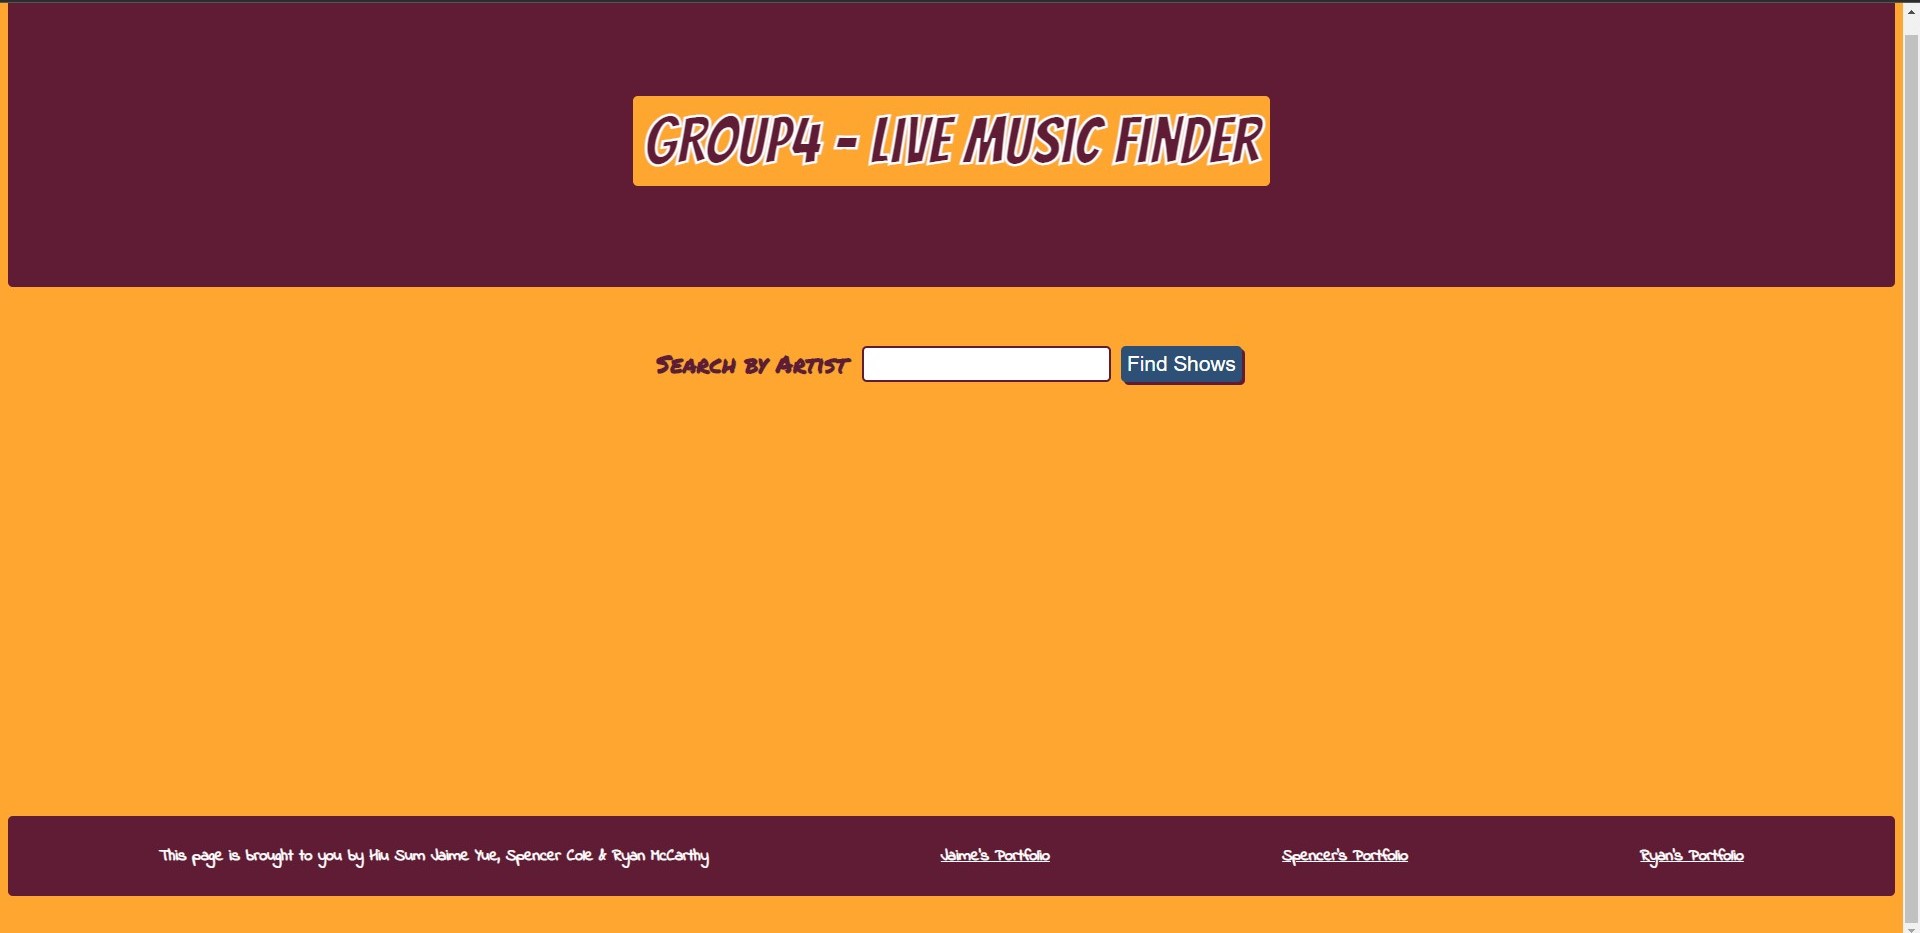 GROUP4 - LIVE MUSIC FINDER
Search by Artist
Find Shows
This page is brought to you by Hiu Sum Jaime Yue, Spencer Cole & Ryan McCarthy
Jaime's Portfolio
Spencer's Portfolio
Ryan's Portfolio